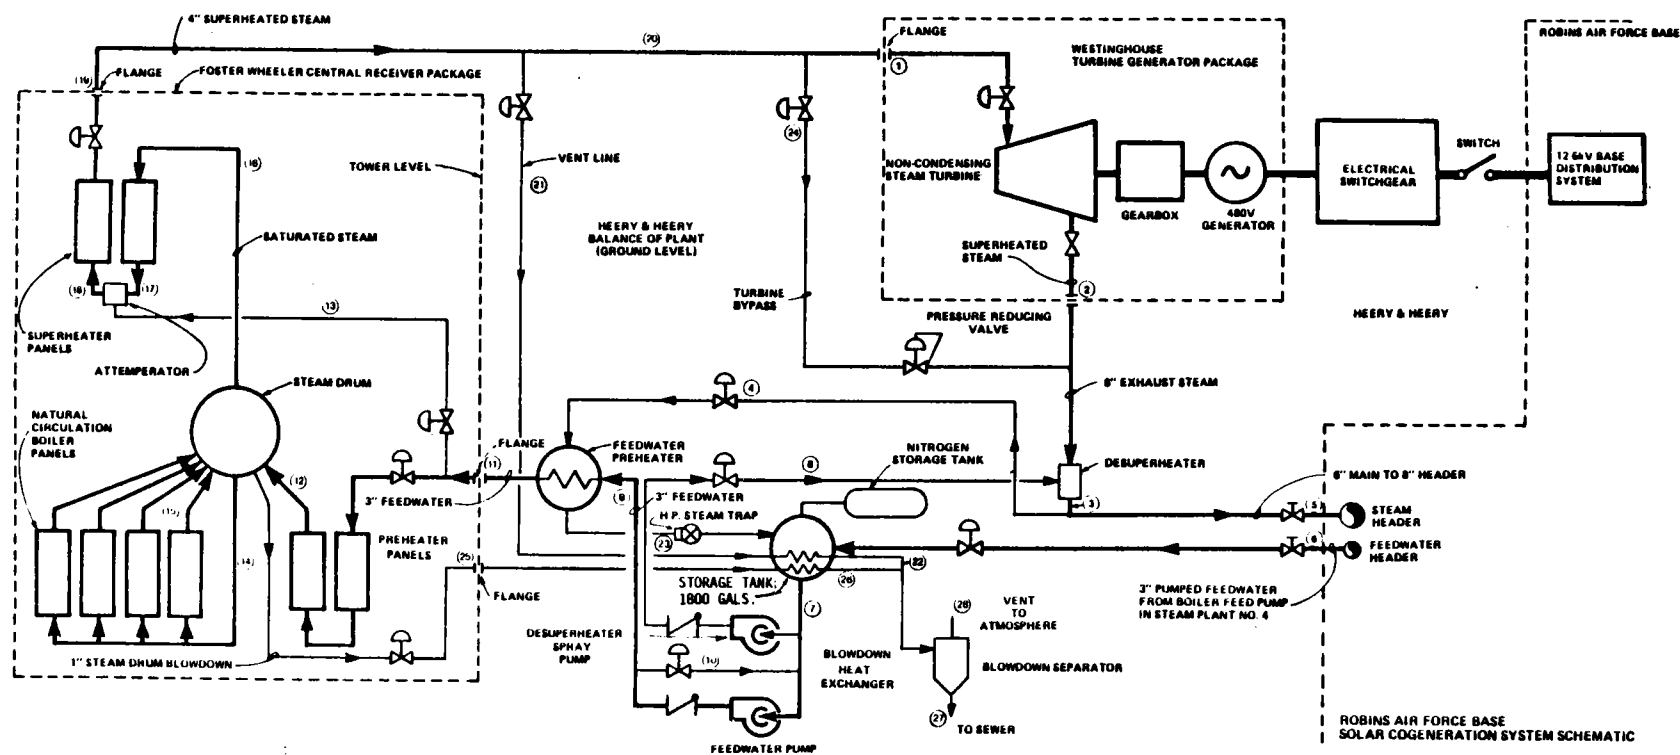 4" SUPERHEATED STEAM
FLANGE
FOSTER WHEELER CENTRAL RECEIVER PACKAGE
(19)
(20)
FLANGE
(1)
WESTINGHOUSE
TURBINE GENERATOR PACKAGE
ROBINS AIR FORCE BASE
TOWER LEVEL
VENT LINE
(21)
(24)
NON-CONDENSING
STEAM TURBINE
GEARBOX
480V
GENERATOR
ELECTRICAL
SWITCHGEAR
SWITCH
12.6kV BASE
DISTRIBUTION
SYSTEM
SATURATED STEAM
HEERY & HEERY
BALANCE OF PLANT
(GROUND LEVEL)
SUPERHEATED
STEAM
(2)
TURBINE
BYPASS
PRESSURE REDUCING
VALVE
HEERY & HEERY
(17)
(13)
SUPERHEATER
PANELS
ATTEMPERATOR
STEAM DRUM
8" EXHAUST STEAM
(4)
NATURAL
CIRCULATION
BOILER
PANELS
FLANGE
FEEDWATER
PREHEATER
NITROGEN
STORAGE TANK
DESUPERHEATER
(11)
3" FEEDWATER
(12)
(9)
3" FEEDWATER
(8)
(3)
6" MAIN TO 8" HEADER
(5)
STEAM
HEADER
(15)
H.P. STEAM TRAP
(23)
(6)
FEEDWATER
HEADER
PREHEATER
PANELS
(25)
(14)
FLANGE
STORAGE TANK:
1800 GALS.
(26)
(22)
(7)
3" PUMPED FEEDWATER
FROM BOILER FEED PUMP
IN STEAM PLANT NO. 4
(28)
VENT
TO
ATMOSPHERE
DESUPERHEATER
SPRAY
PUMP
1" STEAM DRUM BLOWDOWN
(10)
BLOWDOWN
HEAT
EXCHANGER
BLOWDOWN SEPARATOR
(27)
TO SEWER
FEEDWATER PUMP
ROBINS AIR FORCE BASE
SOLAR COGENERATION SYSTEM SCHEMATIC